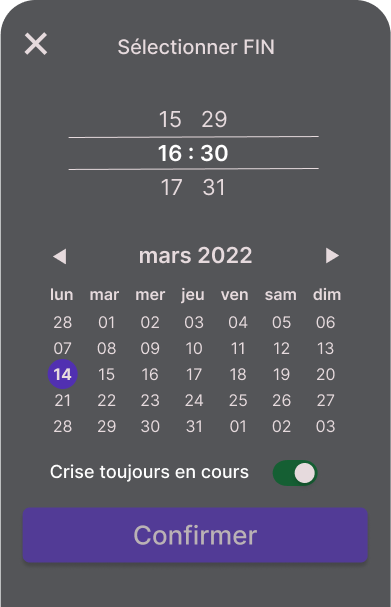 Sélectionner FIN
15 29
16 : 30
17 31
mars 2022
lun mar mer jeu ven sam dim
28 01 02 03 04 05 06
07 08 09 10 11 12 13
14 15 16 17 18 19 20
21 22 23 24 25 26 27
28 29 30 31 01 02 03
Crise toujours en cours
Confirmer